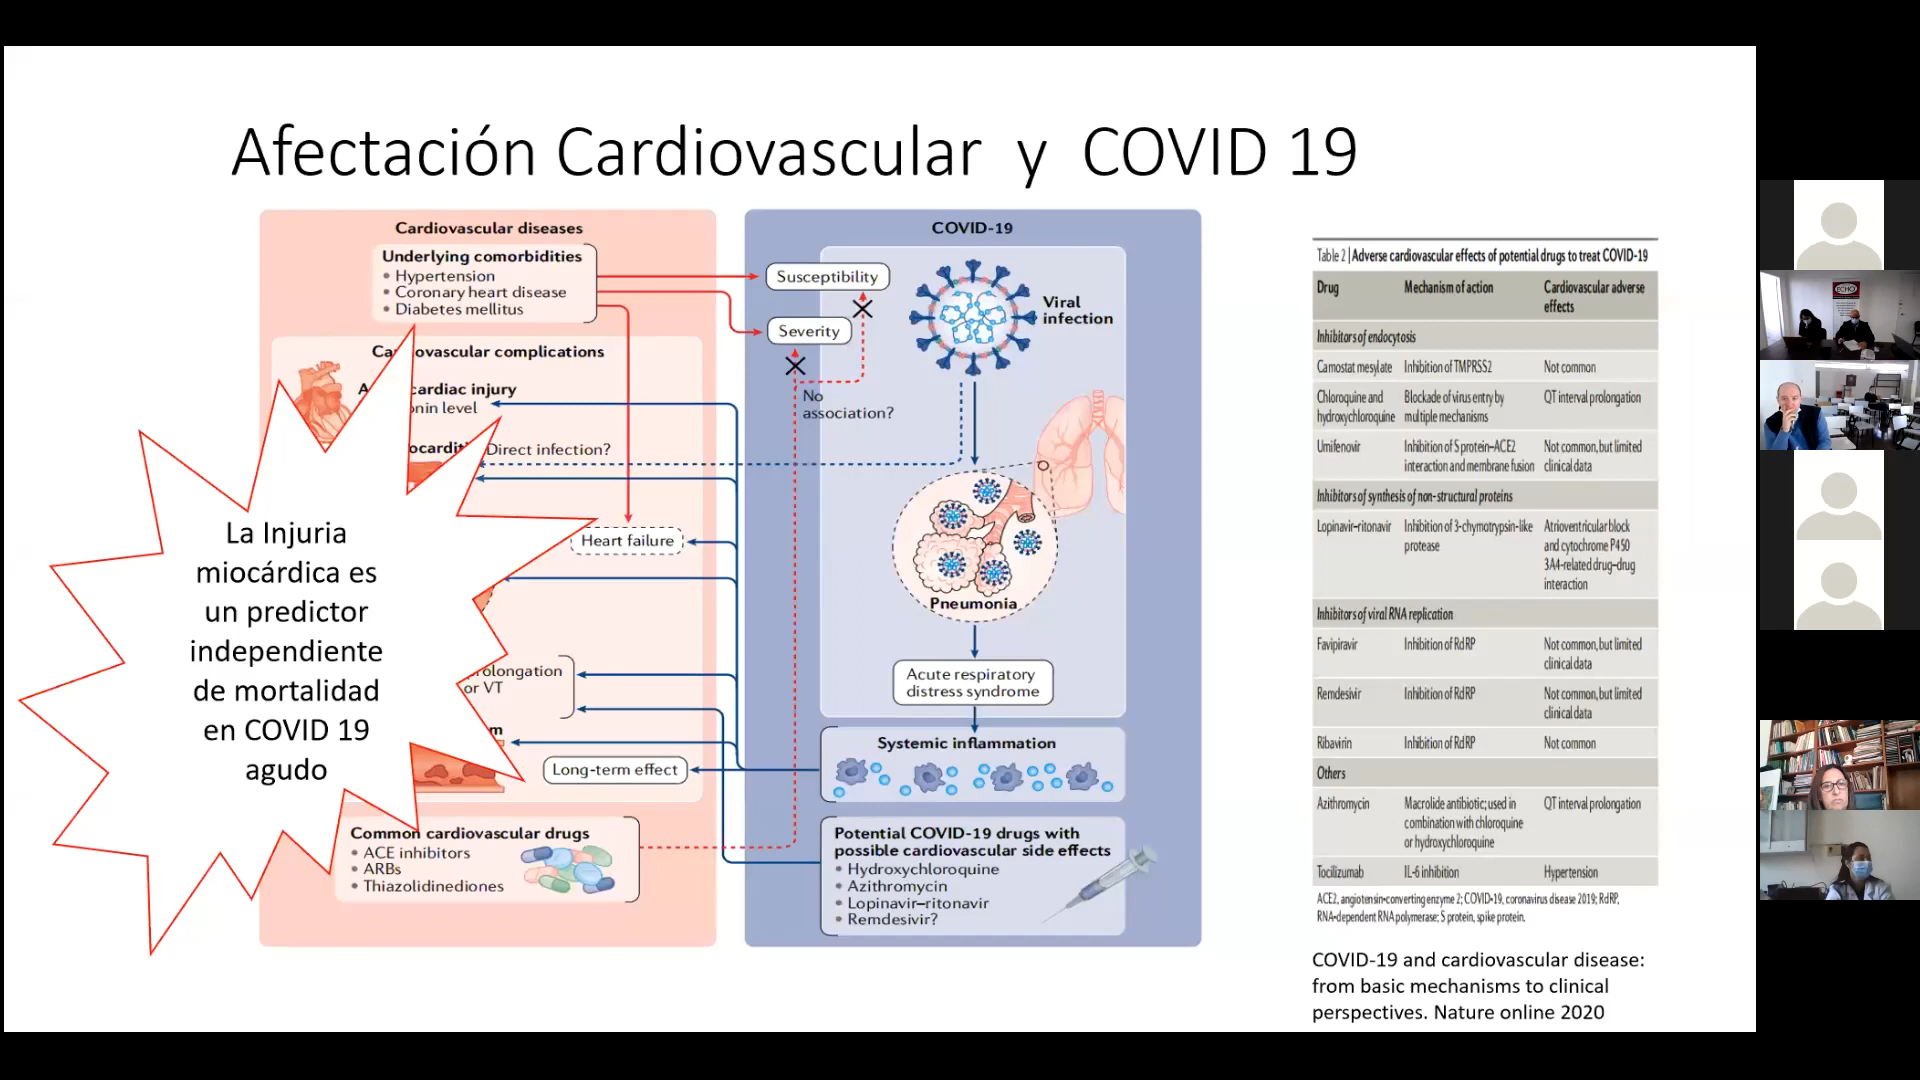 Afectación Cardiovascular y COVID 19
Cardiovascular diseases
Underlying comorbidities
• Hypertension
• Coronary heart disease
• Diabetes mellitus
cardiac injury
level
Direct infection?
Heart failure
or VT
Long-term effect
Common cardiovascular drugs
• ACE inhibitors
• ARBs
• Thiazolidinediones
La Injuria
miocárdica es
un predictor
independiente
de mortalidad
en COVID 19
agudo
COVID-19
Susceptibility
Severity
No
association?
Viral
infection
Pneumonia
Acute respiratory
distress syndrome
Systemic inflammation
Potential COVID-19 drugs with
possible cardiovascular side effects
• Hydroxychloroquine
• Azithromycin
• Lopinavir–ritonavir
• Remdesivir?
Table 2 | Adverse cardiovascular effects of potential drugs to treat COVID-19
Drug Mechanism of action Cardiovascular adverse
effects
Inhibitors of endocytosis
Camostat mesylate Inhibition of TMPRSS2 Not common
Chloroquine and Blockade of virus entry by QT interval prolongation
hydroxychloroquine multiple mechanisms
Umifenovir Inhibition of S protein–ACE2 Not common, but limited
interaction and membrane fusion clinical data
Inhibitors of synthesis of non-structural proteins
Lopinavir–ritonavir Inhibition of 3-chymotrypsin-like Atrioventricular block
protease and cytochrome P450
3A4-related drug–drug
interaction
Inhibitors of viral RNA replication
Favipiravir Inhibition of RdRP Not common, but limited
clinical data
Remdesivir Inhibition of RdRP Not common, but limited
clinical data
Ribavirin Inhibition of RdRP Not common
Others
Azithromycin Macrolide antibiotic; used in QT interval prolongation
combination with chloroquine
or hydroxychloroquine
Tocilizumab IL-6 inhibition Hypertension
ACE2, angiotensin-converting enzyme 2; COVID-19, coronavirus disease 2019; RdRP,
RNA-dependent RNA polymerase; S protein, spike protein.
COVID-19 and cardiovascular disease:
from basic mechanisms to clinical
perspectives. Nature online 2020
ECHO